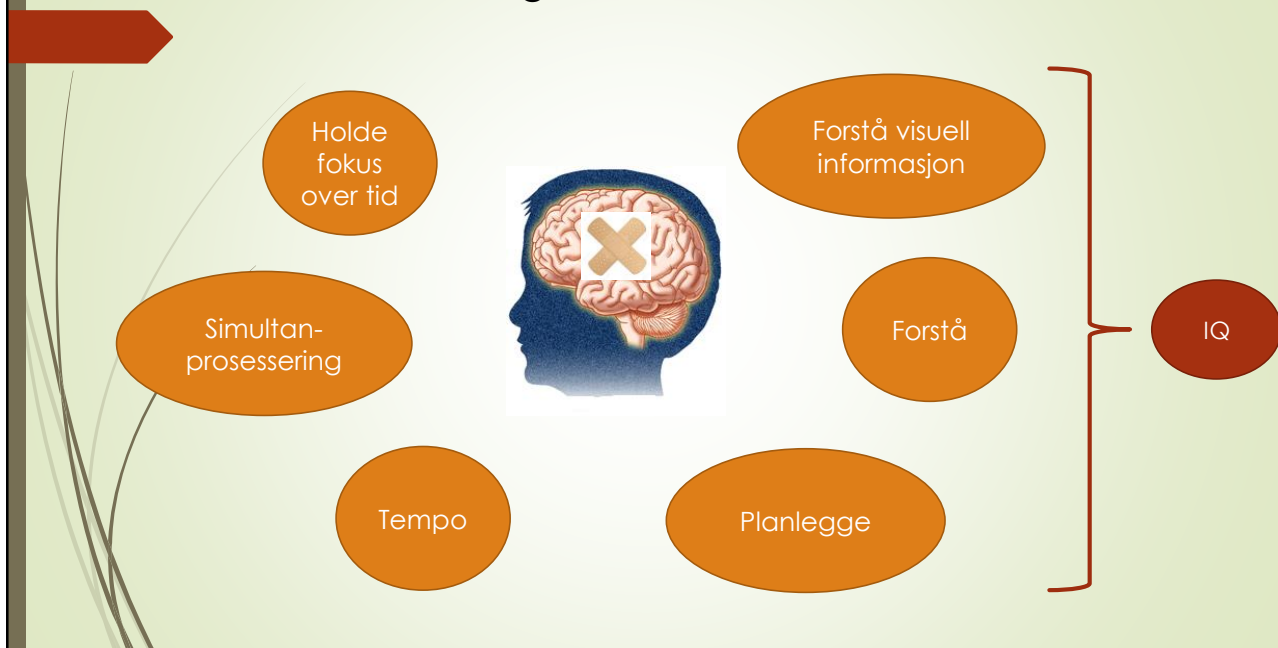 Holde
fokus
over tid
Forstå visuell
informasjon
Simultan-
prosessering
Forstå
IQ
Tempo
Planlegge